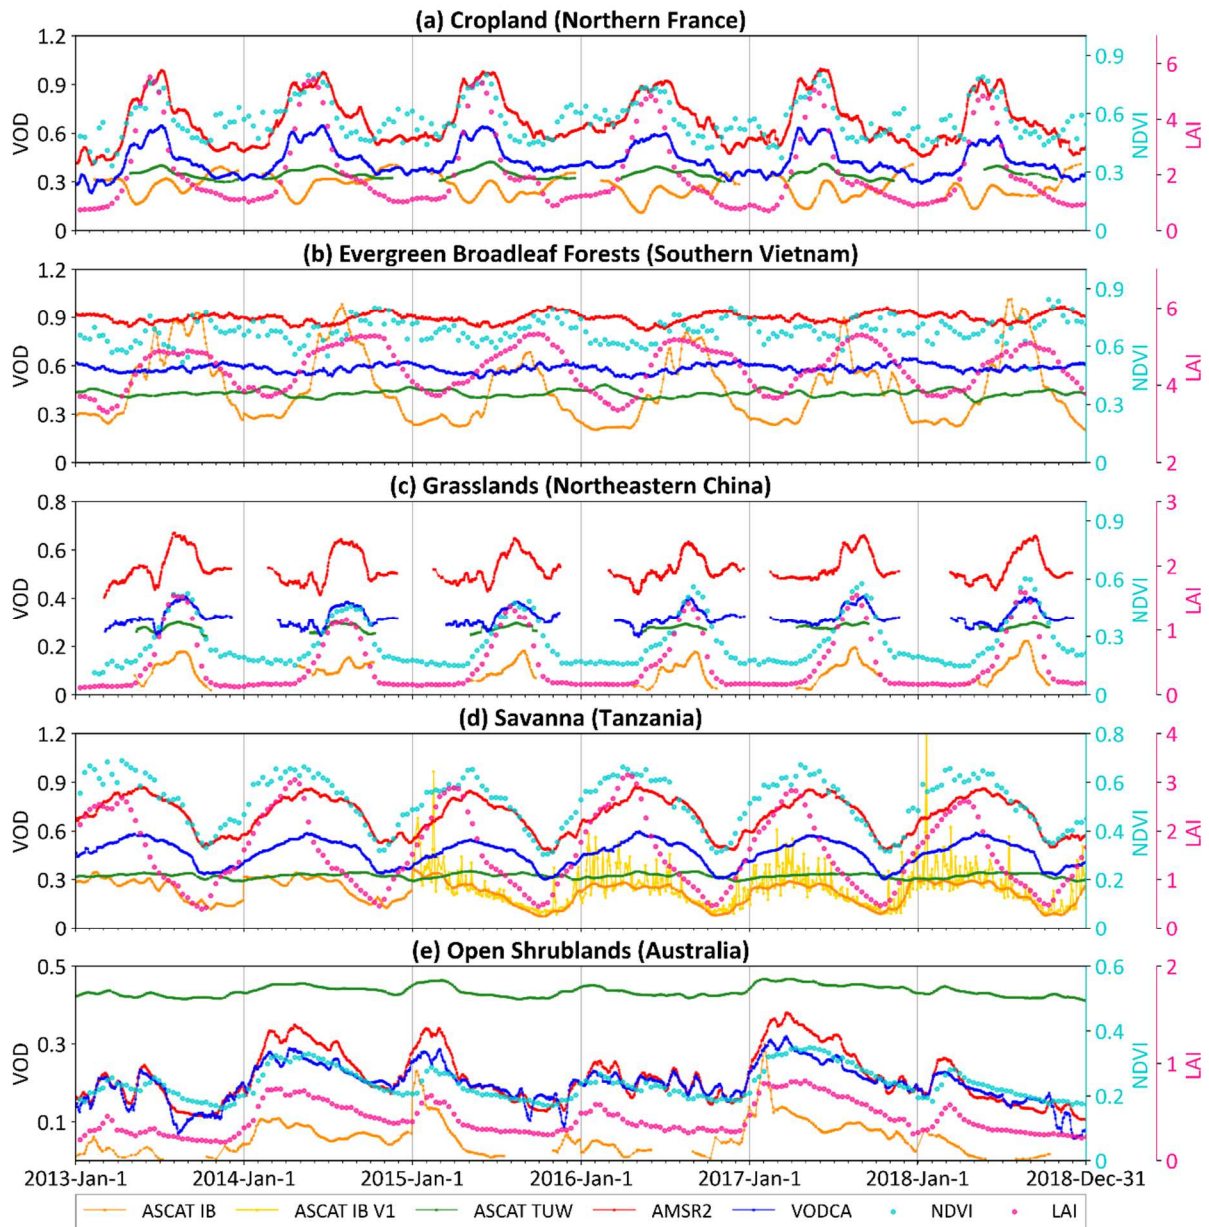 (a) Cropland (Northern France)
1.2
0.9
0.6
0.3
0
VOD
0.9
0.6
0.3
0
NDVI
6
4
2
0
LAI
(b) Evergreen Broadleaf Forests (Southern Vietnam)
1.2
0.9
0.6
0.3
0
VOD
0.9
0.6
0.3
0
NDVI
6
4
2
LAI
(c) Grasslands (Northeastern China)
0.8
0.6
0.4
0.2
0
VOD
0.9
0.6
0.3
0
NDVI
3
2
1
0
LAI
(d) Savanna (Tanzania)
1.2
0.9
0.6
0.3
0
VOD
0.8
0.6
0.4
0.2
0
NDVI
4
3
2
1
0
LAI
(e) Open Shrublands (Australia)
0.5
0.3
0.1
VOD
0.6
0.4
0.2
0
NDVI
2
1
0
LAI
2013-Jan-1 2014-Jan-1 2015-Jan-1 2016-Jan-1 2017-Jan-1 2018-Jan-1 2018-Dec-31
ASCAT IB ASCAT IB V1 ASCAT TUW AMSR2 VODCA NDVI LAI